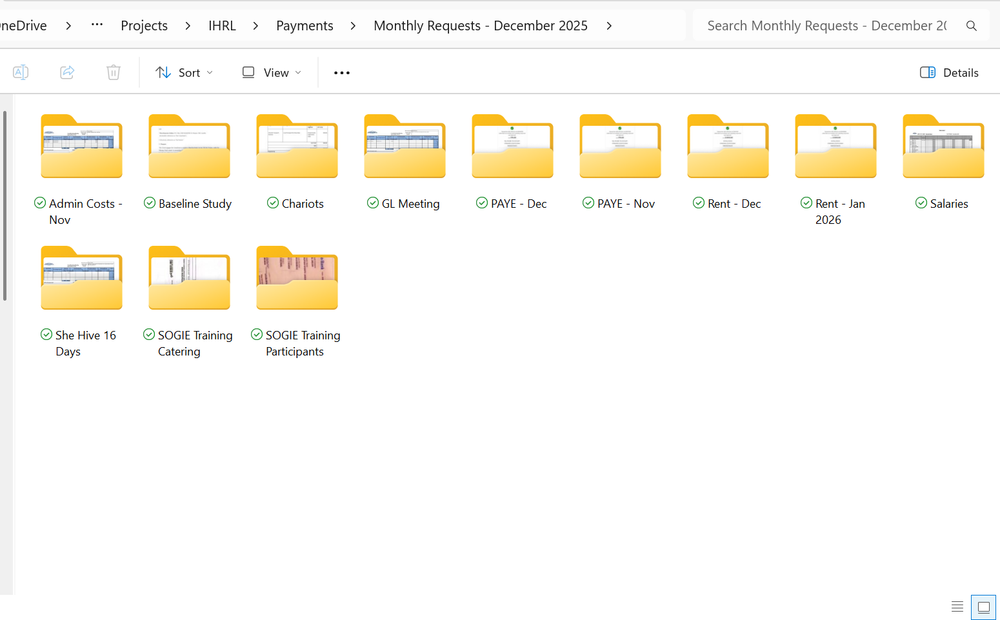 neDrive > ... Projects > IHRL > Payments > Monthly Requests - December 2025 >
Search Monthly Requests - December 20
Sort
View
Details
Admin Costs - Nov
Baseline Study
Chariots
GL Meeting
PAYE - Dec
PAYE - Nov
Rent - Dec
Rent - Jan 2026
Salaries
She Hive 16 Days
SOGIE Training Catering
SOGIE Training Participants